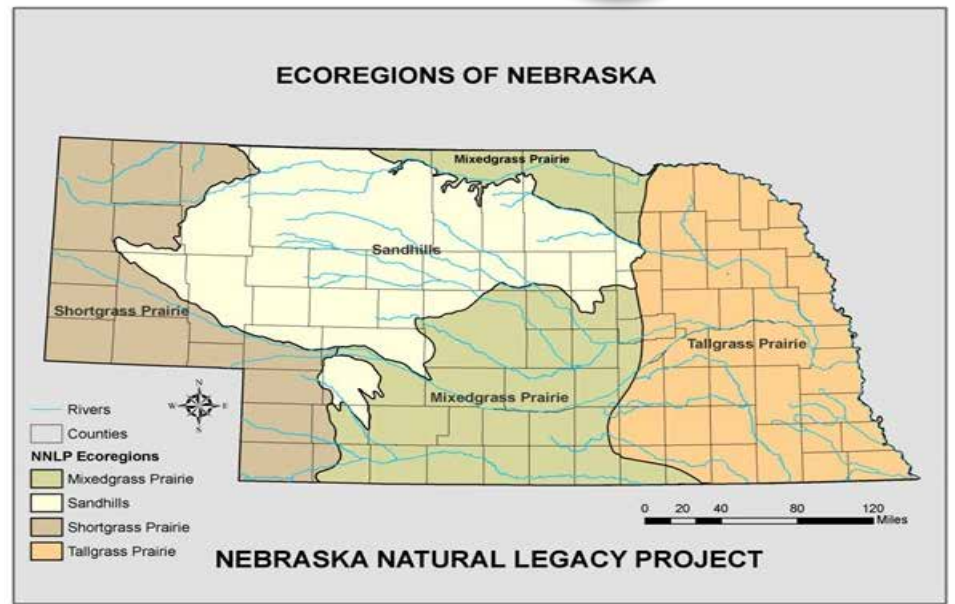 ECOREGIONS OF NEBRASKA
Mixedgrass Prairie
Sandhills
Shortgrass Prairie
Tallgrass Prairie
Mixedgrass Prairie
N
W E
S
Rivers
Counties
NNLP Ecoregions
Mixedgrass Prairie
Sandhills
Shortgrass Prairie
Tallgrass Prairie
0 20 40 80 120
Miles
NEBRASKA NATURAL LEGACY PROJECT